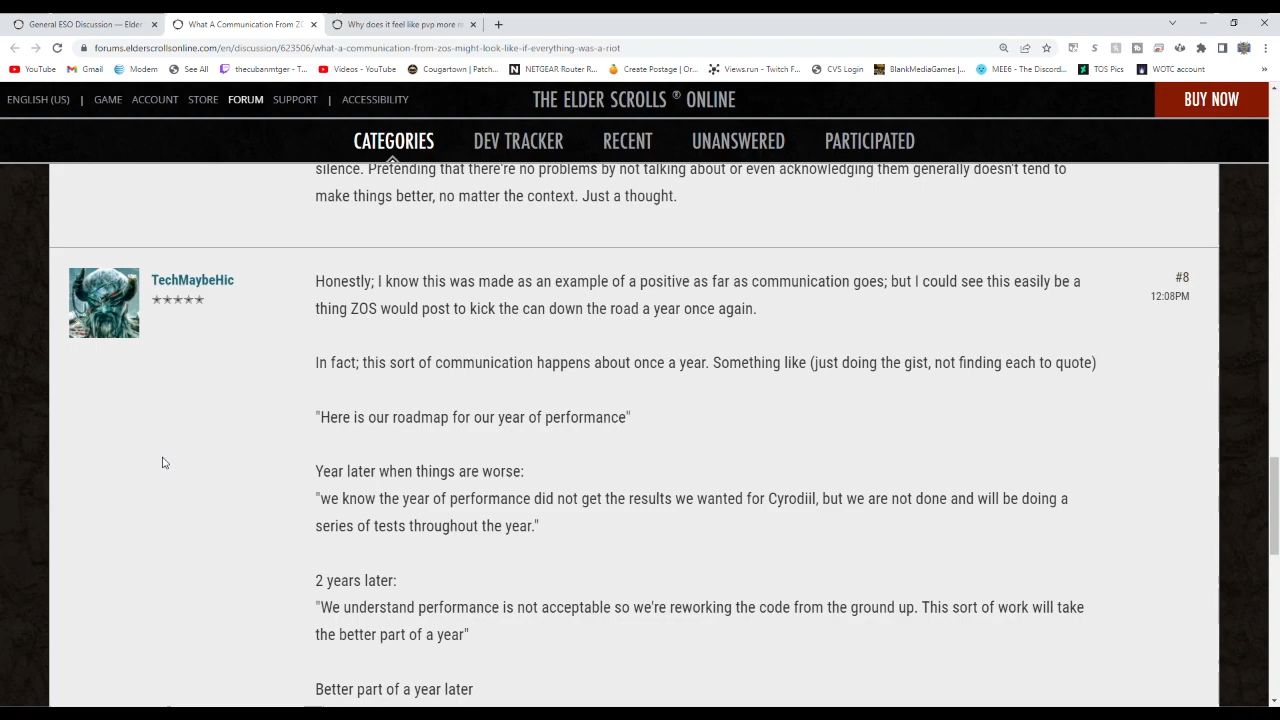 General ESO Discussion — Elder
What A Communication From ZO
Why does it feel like pvp more n
forums.elderscrollsonline.com/en/discussion/623506/what-a-communication-from-zos-might-look-like-if-everything-was-a-riot
YouTube
Gmail
Modem
See All
thecubanmtger - T...
Videos - YouTube
Cougartown | Patch...
NETGEAR Router R...
Create Postage | Or...
Views.run - Twitch F...
CVS Login
BlankMediaGames |...
MEE6 - The Discord...
TOS Pics
WOTC account
»
ENGLISH (US) | GAME ACCOUNT STORE FORUM SUPPORT | ACCESSIBILITY
THE ELDER SCROLLS ® ONLINE
BUY NOW
CATEGORIES DEV TRACKER RECENT UNANSWERED PARTICIPATED
silence. Pretending that there're no problems by not talking about or even acknowledging them generally doesn't tend to
make things better, no matter the context. Just a thought.
TechMaybeHic
★★★★★
#8
12:08PM
Honestly; I know this was made as an example of a positive as far as communication goes; but I could see this easily be a
thing ZOS would post to kick the can down the road a year once again.
In fact; this sort of communication happens about once a year. Something like (just doing the gist, not finding each to quote)
"Here is our roadmap for our year of performance"
Year later when things are worse:
"we know the year of performance did not get the results we wanted for Cyrodiil, but we are not done and will be doing a
series of tests throughout the year."
2 years later:
"We understand performance is not acceptable so we're reworking the code from the ground up. This sort of work will take
the better part of a year"
Better part of a year later